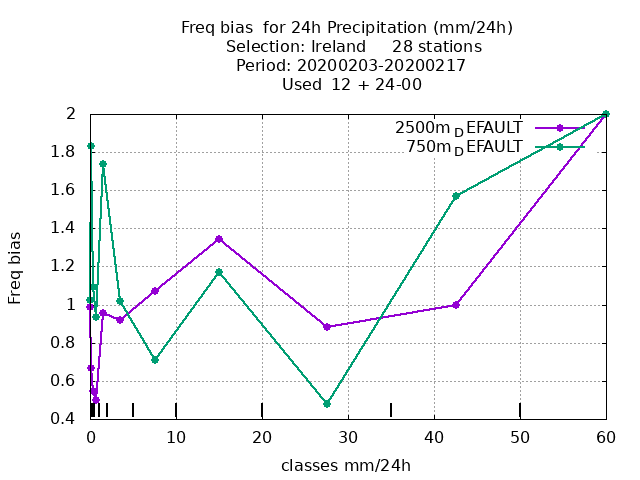 Freq bias  for 24h Precipitation (mm/24h)
Selection: Ireland     28 stations
Period: 20200203-20200217
Used  12 + 24-00
2500m_DEFAULT
750m_DEFAULT
2
1.8
1.6
1.4
1.2
1
0.8
0.6
0.4
Freq bias
0 10 20 30 40 50 60
classes mm/24h